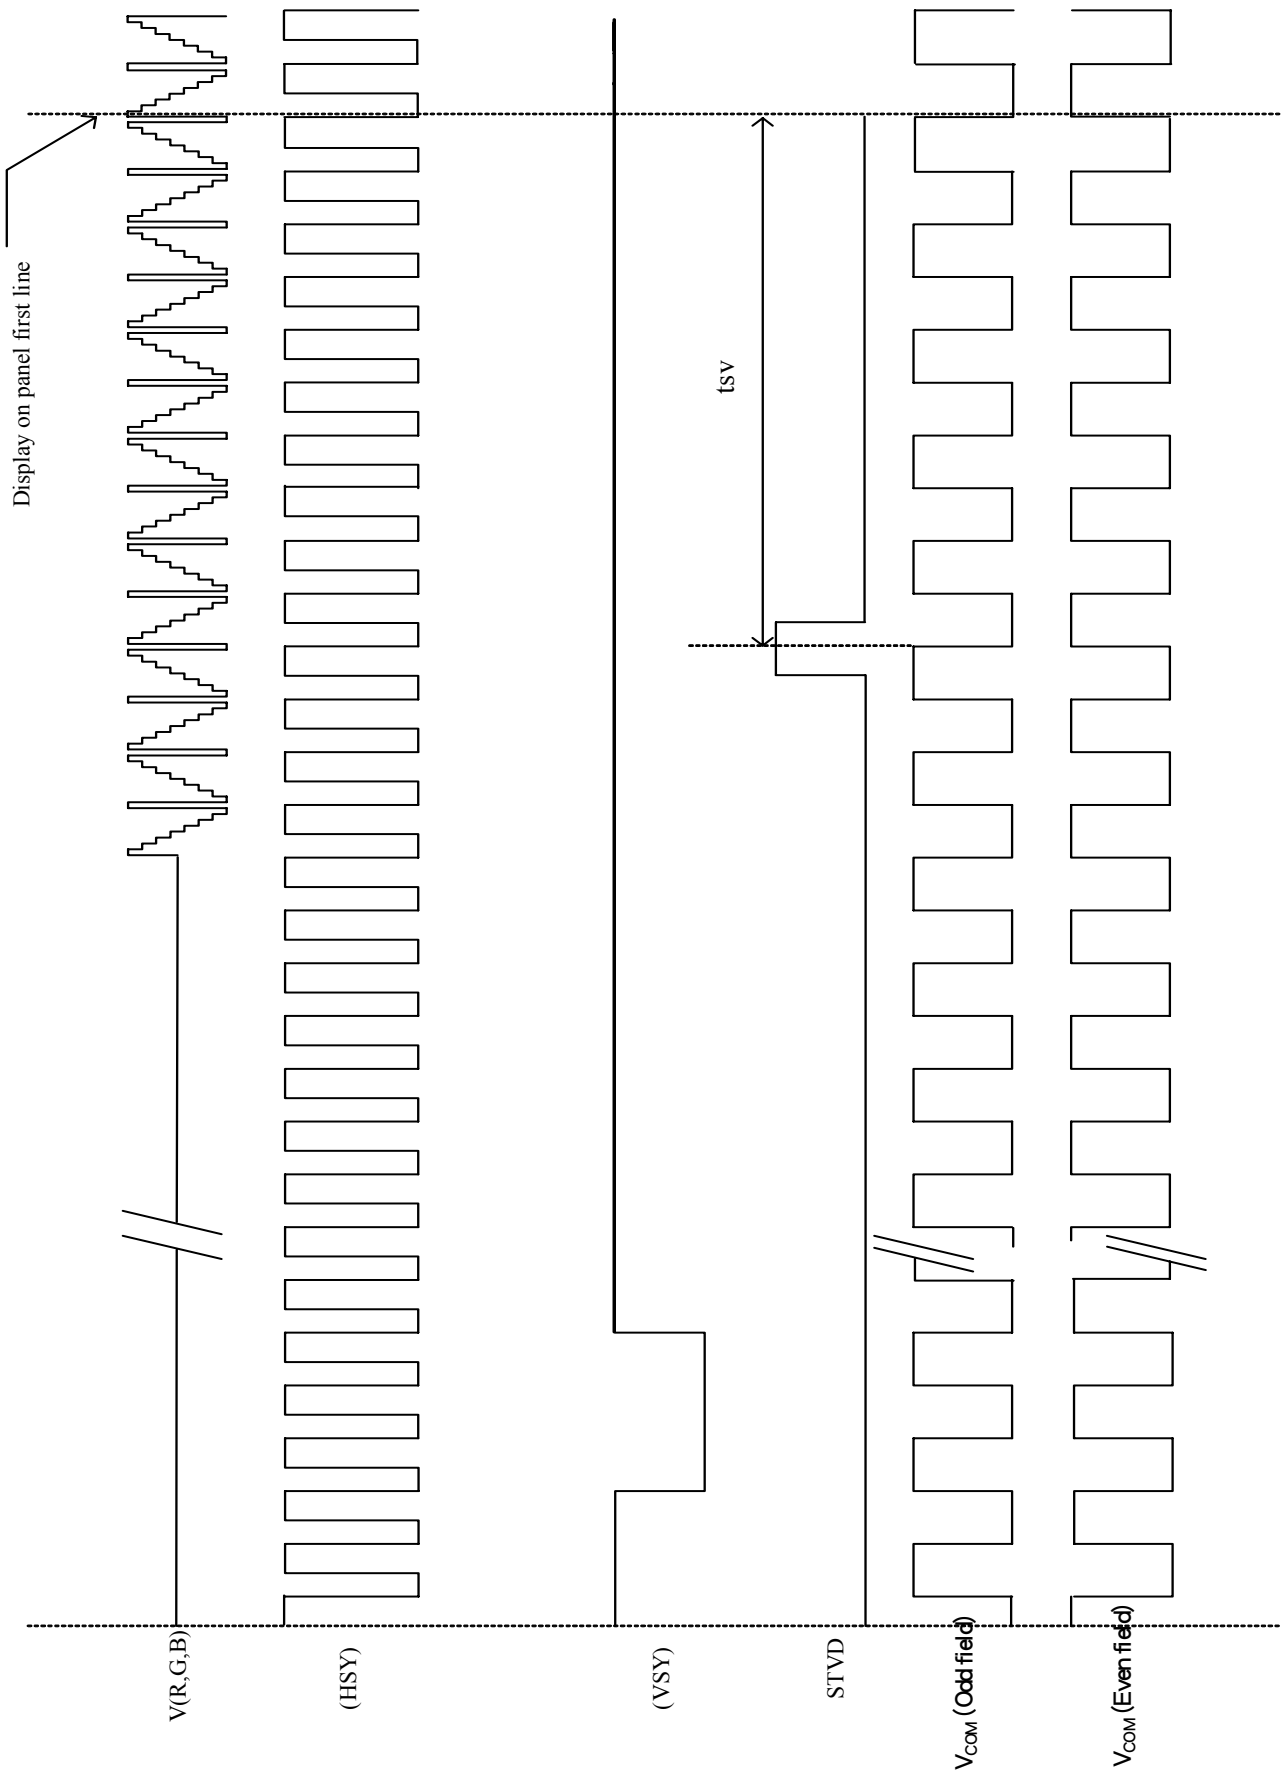 Display on panel first line
tsv
V(R,G,B)
(HSY)
(VSY)
STVD
VCOM (Odd field)
VCOM (Even field)